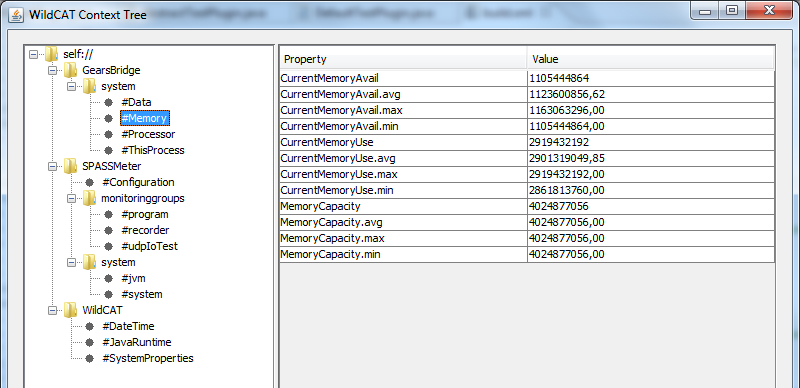 WildCAT Context Tree
self://
GearsBridge
system
#Data
#Memory
#Processor
#ThisProcess
SPASSMeter
#Configuration
monitoringgroups
#program
#recorder
#udpIoTest
system
#jvm
#system
WildCAT
#DateTime
#JavaRuntime
#SystemProperties
Property Value
CurrentMemoryAvail 1105444864
CurrentMemoryAvail.avg 1123600856,62
CurrentMemoryAvail.max 1163063296,00
CurrentMemoryAvail.min 1105444864,00
CurrentMemoryUse 2919432192
CurrentMemoryUse.avg 2901319049,85
CurrentMemoryUse.max 2919432192,00
CurrentMemoryUse.min 2861813760,00
MemoryCapacity 4024877056
MemoryCapacity.avg 4024877056,00
MemoryCapacity.max 4024877056,00
MemoryCapacity.min 4024877056,00